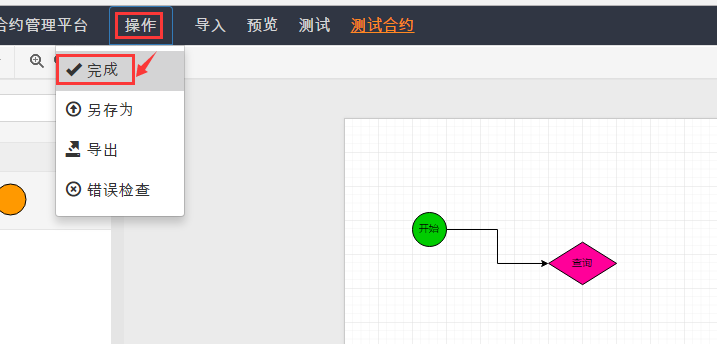 合约管理平台 操作 导入 预览 测试 测试合约
完成
另存为
导出
错误检查
开始
查询